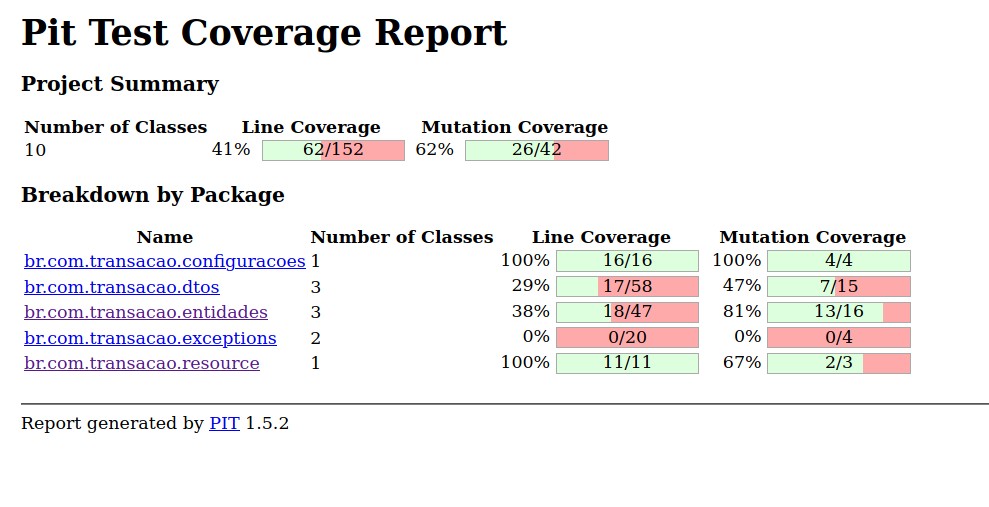 Pit Test Coverage Report
Project Summary
Number of Classes Line Coverage Mutation Coverage
10 41% 62/152 62% 26/42
Breakdown by Package
Name Number of Classes Line Coverage Mutation Coverage
br.com.transacao.configuracoes 1 100% 16/16 100% 4/4
br.com.transacao.dtos 3 29% 17/58 47% 7/15
br.com.transacao.entidades 3 38% 18/47 81% 13/16
br.com.transacao.exceptions 2 0% 0/20 0% 0/4
br.com.transacao.resource 1 100% 11/11 67% 2/3
Report generated by PIT 1.5.2